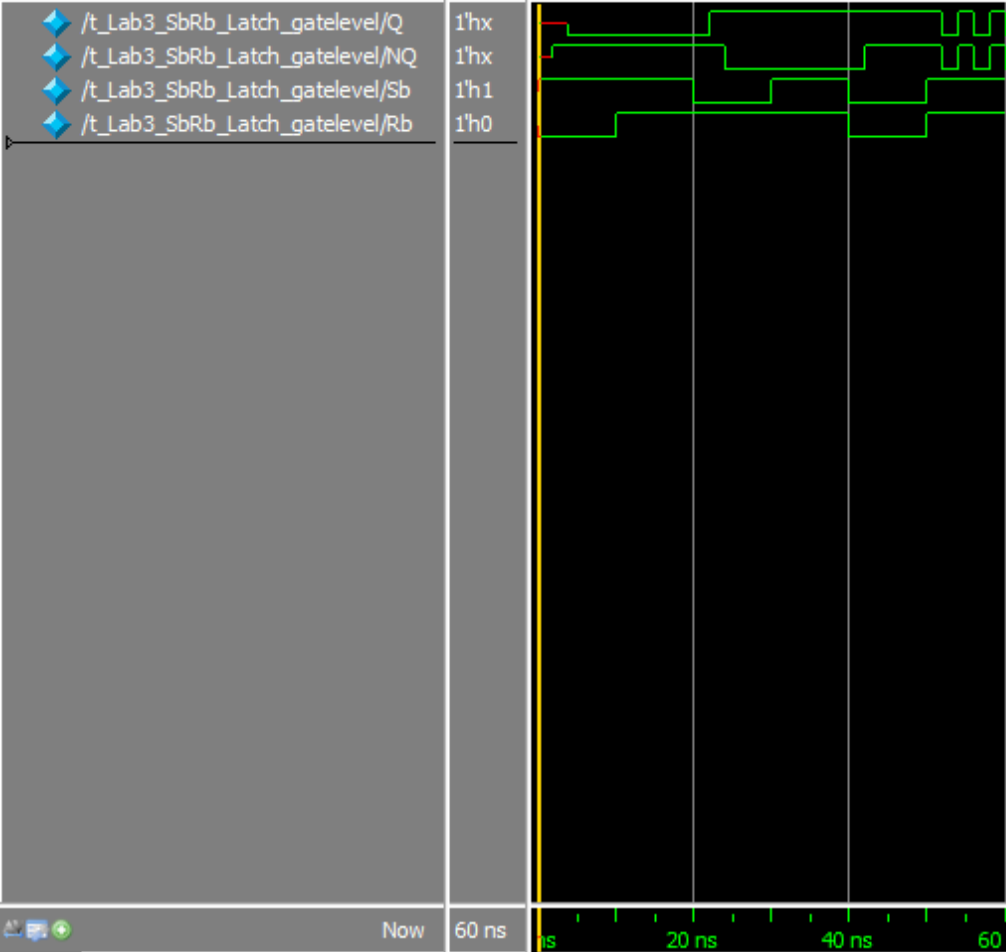 /t_Lab3_SbRb_Latch_gatelevel/Q 1'hx
/t_Lab3_SbRb_Latch_gatelevel/NQ 1'hx
/t_Lab3_SbRb_Latch_gatelevel/Sb 1'h1
/t_Lab3_SbRb_Latch_gatelevel/Rb 1'h0
Now 60 ns
ns 20 ns 40 ns 60